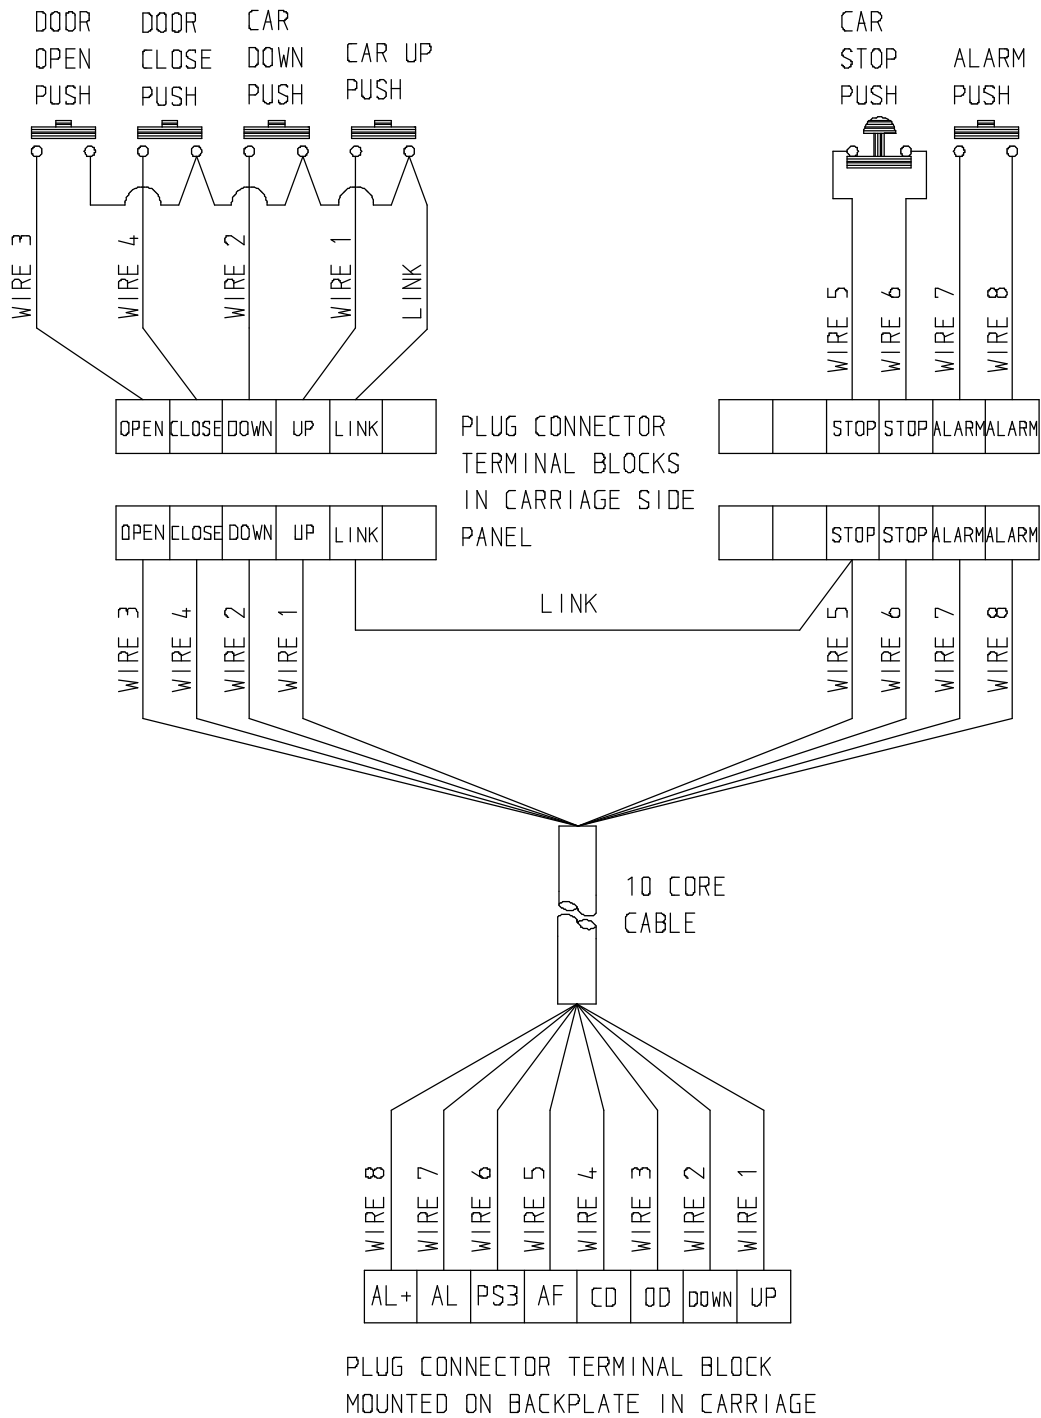 DOOR
OPEN
PUSH
DOOR
CLOSE
PUSH
CAR
DOWN
PUSH
CAR UP
PUSH
CAR
STOP
PUSH
ALARM
PUSH
WIRE 3
WIRE 4
WIRE 2
WIRE 1
LINK
WIRE 5
WIRE 6
WIRE 7
WIRE 8
OPEN
CLOSE
DOWN
UP
LINK
PLUG CONNECTOR
TERMINAL BLOCKS
IN CARRIAGE SIDE
PANEL
STOP
STOP
ALARM
ALARM
OPEN
CLOSE
DOWN
UP
LINK
STOP
STOP
ALARM
ALARM
LINK
WIRE 3
WIRE 4
WIRE 2
WIRE 1
WIRE 5
WIRE 6
WIRE 7
WIRE 8
10 CORE
CABLE
WIRE 8
WIRE 7
WIRE 6
WIRE 5
WIRE 4
WIRE 3
WIRE 2
WIRE 1
AL+
AL
PS3
AF
CD
OD
DOWN
UP
PLUG CONNECTOR TERMINAL BLOCK
MOUNTED ON BACKPLATE IN CARRIAGE